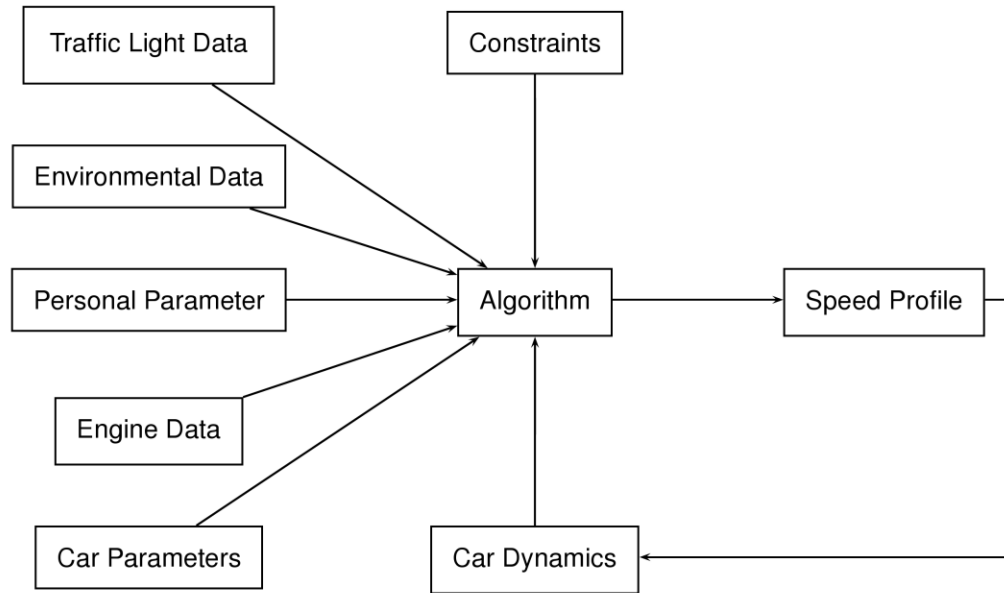 Traffic Light Data
Constraints
Environmental Data
Personal Parameter
Algorithm
Speed Profile
Engine Data
Car Parameters
Car Dynamics